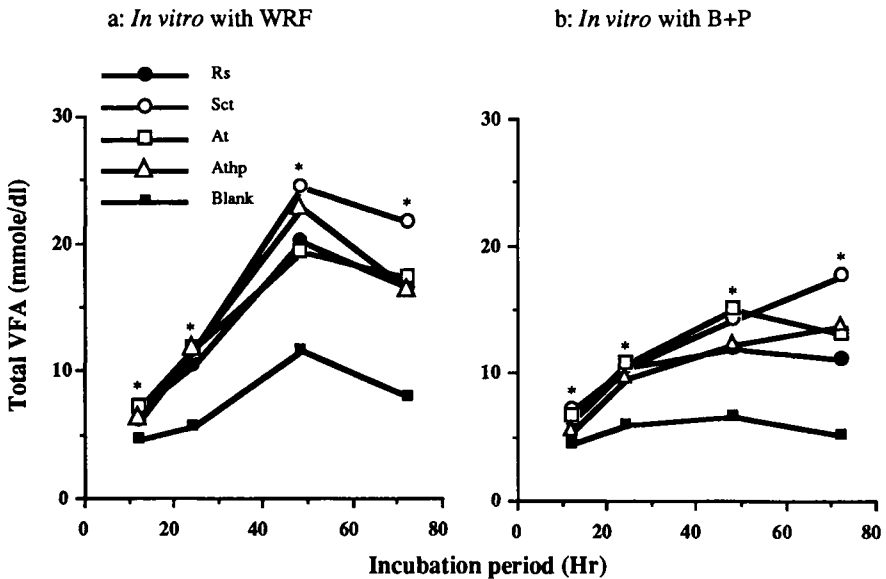 a: In vitro with WRF
b: In vitro with B+P
Rs
Sct
At
Athp
Blank
Total VFA (mmole/dl)
30
20
10
0
* * * *
0 20 40 60 80
30
20
10
0
* * * *
0 20 40 60 80
Incubation period (Hr)